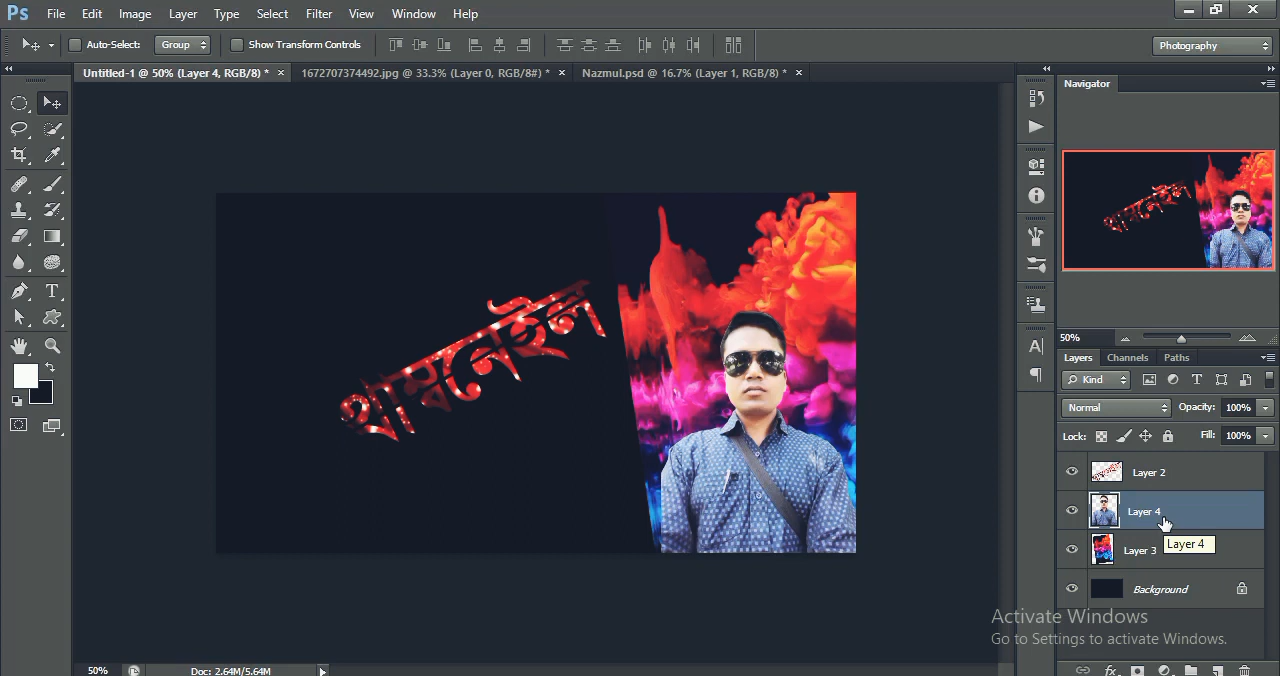 Ps File Edit Image Layer Type Select Filter View Window Help
Auto-Select: Group Show Transform Controls Photography
Untitled-1 @ 50% (Layer 4, RGB/8) * × 1672707374492.jpg @ 33.3% (Layer 0, RGB/8#) * × Nazmul.psd @ 16.7% (Layer 1, RGB/8) * ×
Navigator
থাম্বনেইল
50%
Layers Channels Paths
Kind
Normal Opacity: 100%
Lock: Fill: 100%
Layer 2
Layer 4
Layer 4
Layer 3
Background
Activate Windows
Go to Settings to activate Windows.
50% Doc: 2.64M/5.64M